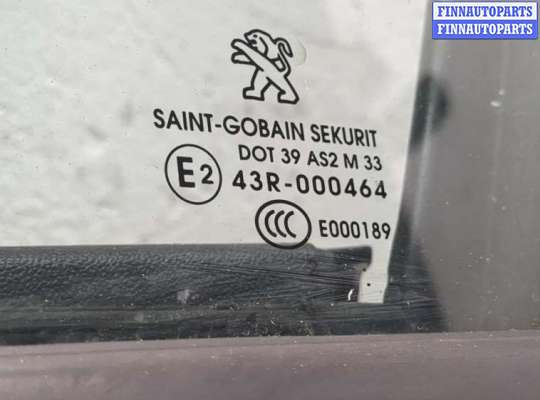 FINNAUTOPARTS
FINNAUTOPARTS
SAINT-GOBAIN SEKURIT
DOT 39 AS2 M 33
E2 43R-000464
CCC E000189